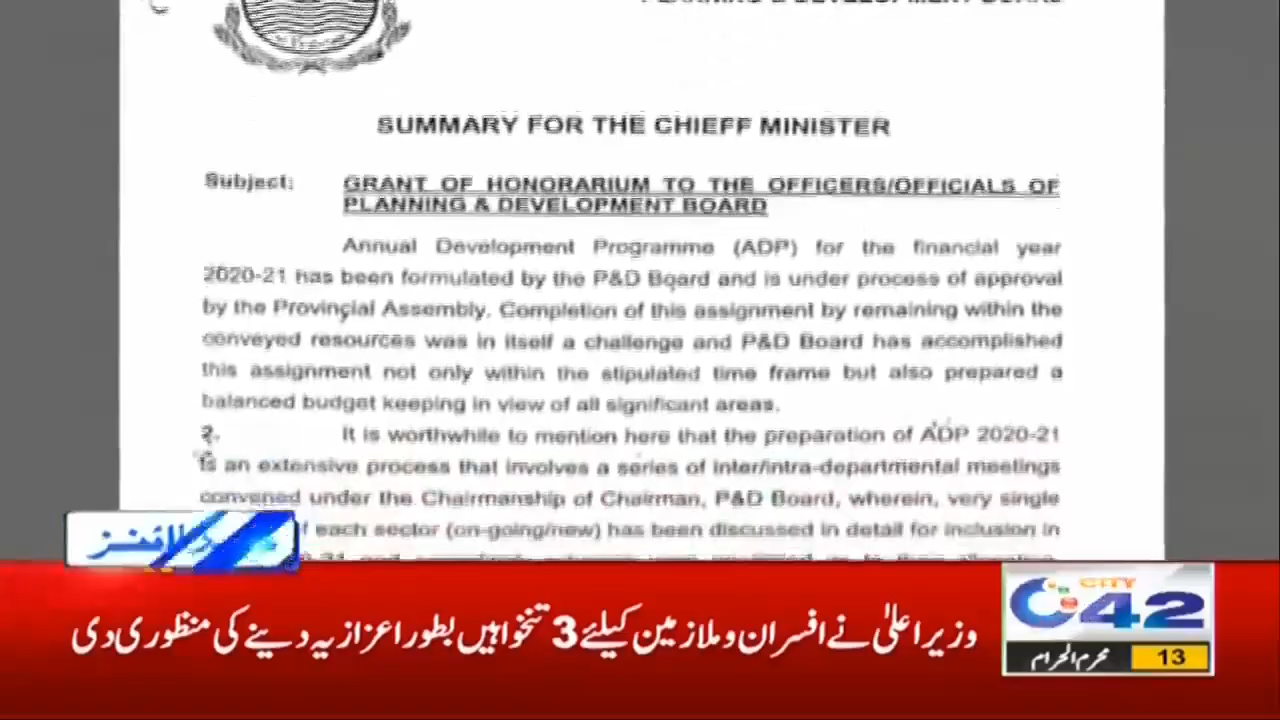 PLANNING & DEVELOPMENT BOARD
SUMMARY FOR THE CHIEFF MINISTER
Subject: GRANT OF HONORARIUM TO THE OFFICERS/OFFICIALS OF
PLANNING & DEVELOPMENT BOARD
Annual Development Programme (ADP) for the financial year
2020-21 has been formulated by the P&D Board and is under process of approval
by the Provincial Assembly. Completion of this assignment by remaining within the
conveyed resources was in itself a challenge and P&D Board has accomplished
this assignment not only within the stipulated time frame but also prepared a
balanced budget keeping in view of all significant areas.
2. It is worthwhile to mention here that the preparation of ADP 2020-21
is an extensive process that involves a series of inter/intra-departmental meetings
convened under the Chairmanship of Chairman, P&D Board, wherein, very single
each sector (on-going/new) has been discussed in detail for inclusion in
وزیراعلیٰ نے افسران و ملازمین کیلئے 3 تنخواہیں بطور اعزازیہ دینے کی منظوری دی
CITY
42
محرم الحرام 13